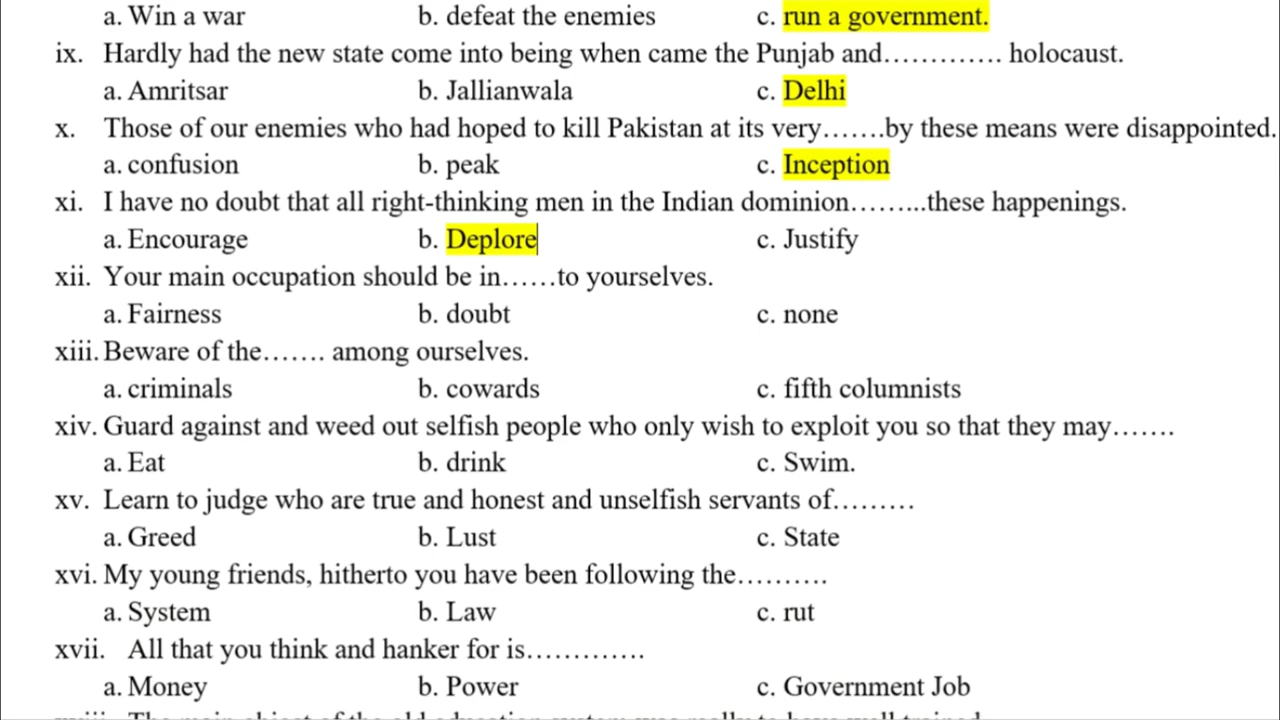 a. Win a war b. defeat the enemies c. run a government.
ix. Hardly had the new state come into being when came the Punjab and…………. holocaust.
a. Amritsar b. Jallianwala c. Delhi
x. Those of our enemies who had hoped to kill Pakistan at its very…….by these means were disappointed.
a. confusion b. peak c. Inception
xi. I have no doubt that all right-thinking men in the Indian dominion……...these happenings.
a. Encourage b. Deplore c. Justify
xii. Your main occupation should be in……to yourselves.
a. Fairness b. doubt c. none
xiii. Beware of the……. among ourselves.
a. criminals b. cowards c. fifth columnists
xiv. Guard against and weed out selfish people who only wish to exploit you so that they may…….
a. Eat b. drink c. Swim.
xv. Learn to judge who are true and honest and unselfish servants of………
a. Greed b. Lust c. State
xvi. My young friends, hitherto you have been following the……….
a. System b. Law c. rut
xvii. All that you think and hanker for is………….
a. Money b. Power c. Government Job